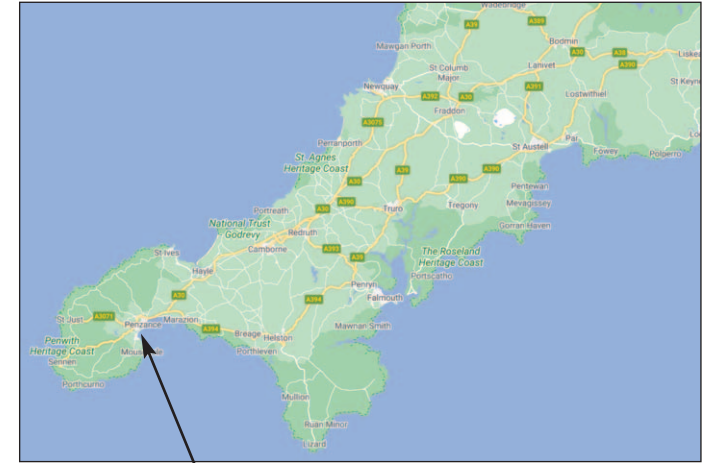 Wadebridge
A39
A389
Mawgan Porth
Bodmin
A30
A38
Liskea
St Columb
Major
Lanivet
A390
St Keyn
Newquay
A392
A30
A391
Lostwithiel
Fraddon
A3075
Par
Perranporth
St Austell
Fowey
Polperro
St. Agnes
Heritage Coast
A30
A39
A390
A390
Pentewan
Portreath
A30
A390
Truro
Tregony
Mevagissey
National Trust
Godrevy
Redruth
Gorran Haven
St Ives
Camborne
A393
A39
The Roseland
Heritage Coast
Hayle
Portscatho
Penryn
A30
A394
Falmouth
St Just
A3071
Penzance
Marazion
A394
Breage
Helston
Mawnan Smith
Penwith
Heritage Coast
Porthleven
Sennen
Porthcurno
Mullion
Ruan Minor
Lizard